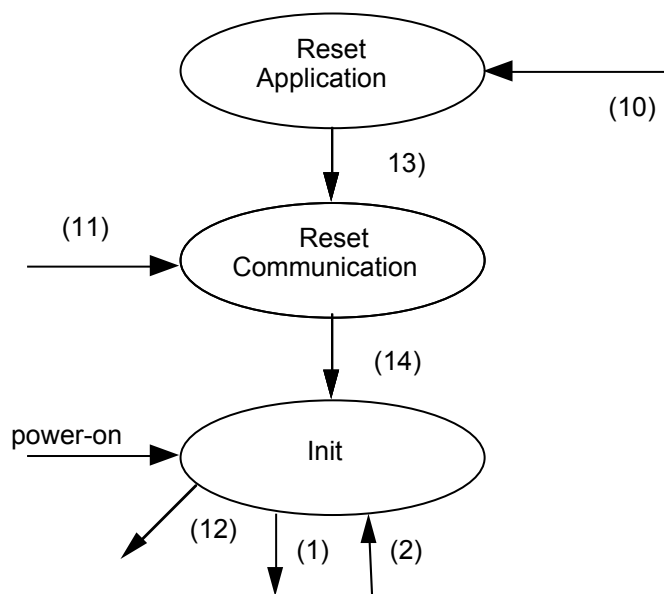 Reset
Application
(10)
13)
(11)
Reset
Communication
(14)
power-on
Init
(12)
(1)
(2)